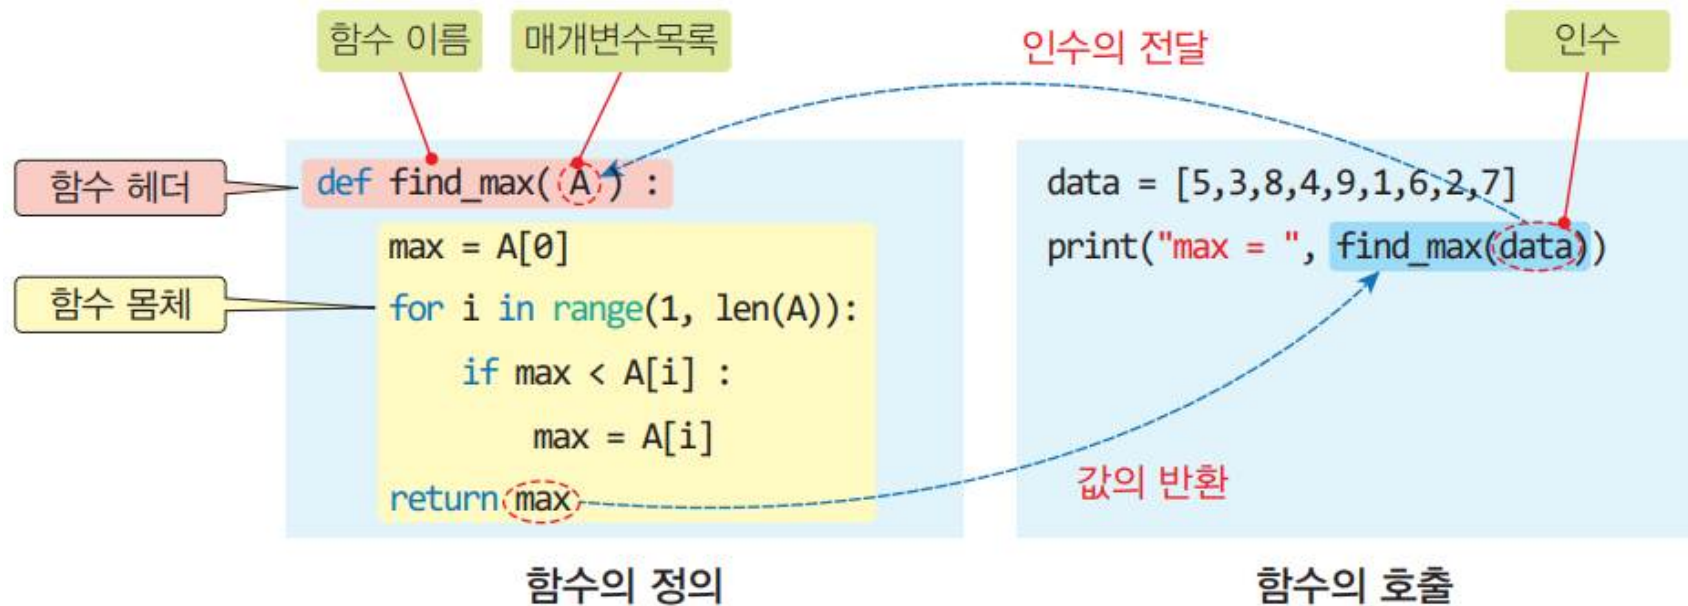 함수 이름
매개변수목록
인수의 전달
인수
함수 헤더
def find_max( A ) :
함수 몸체
max = A[0]
for i in range(1, len(A)):
if max < A[i] :
max = A[i]
return max
함수의 정의
data = [5,3,8,4,9,1,6,2,7]
print("max = ", find_max(data))
값의 반환
함수의 호출